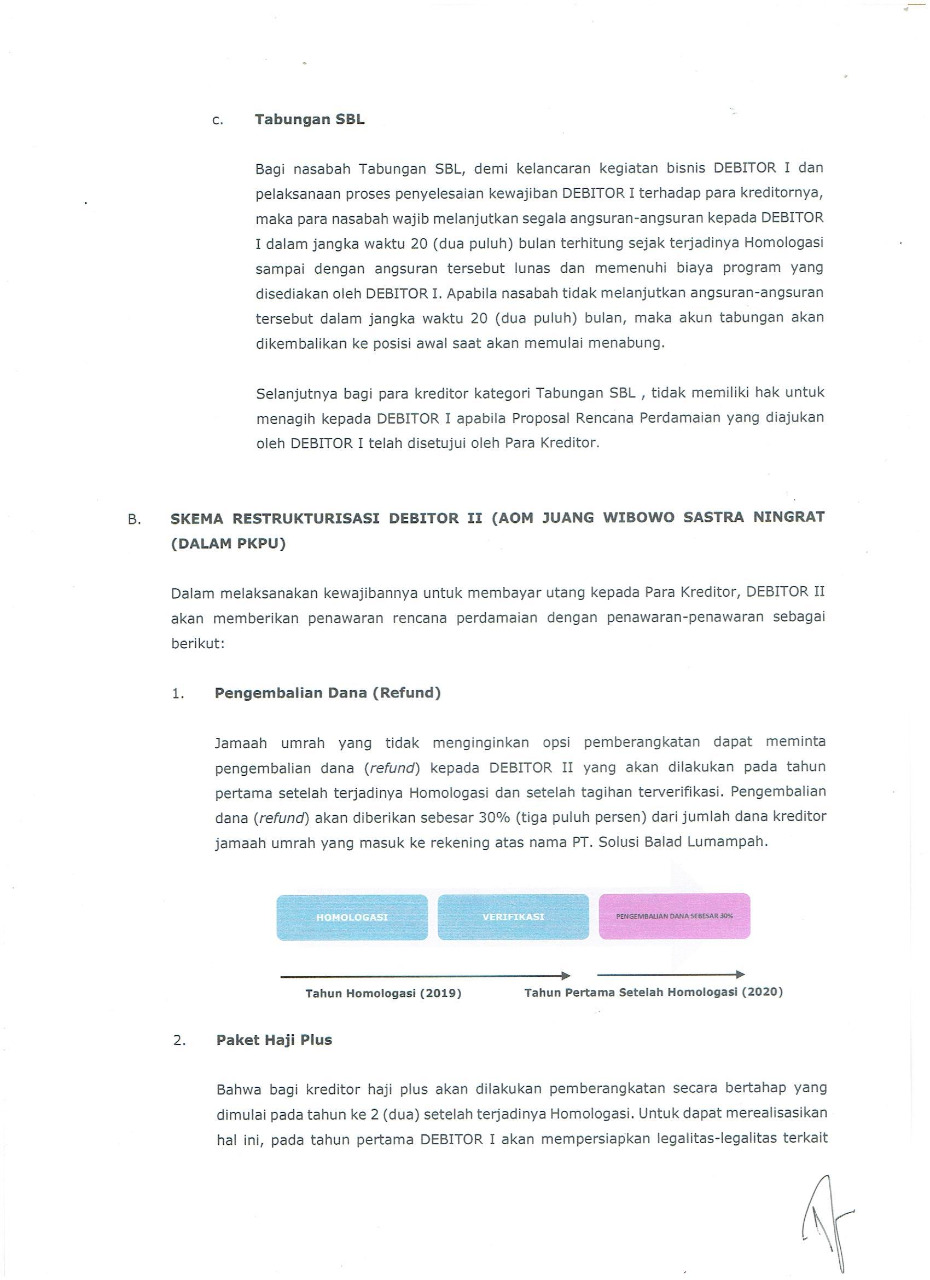 c. Tabungan SBL
Bagi nasabah Tabungan SBL, demi kelancaran kegiatan bisnis DEBITOR I dan
pelaksanaan proses penyelesaian kewajiban DEBITOR I terhadap para kreditornya,
maka para nasabah wajib melanjutkan segala angsuran-angsuran kepada DEBITOR
I dalam jangka waktu 20 (dua puluh) bulan terhitung sejak terjadinya Homologasi
sampai dengan angsuran tersebut lunas dan memenuhi biaya program yang
disediakan oleh DEBITOR I. Apabila nasabah tidak melanjutkan angsuran-angsuran
tersebut dalam jangka waktu 20 (dua puluh) bulan, maka akun tabungan akan
dikembalikan ke posisi awal saat akan memulai menabung.
Selanjutnya bagi para kreditor kategori Tabungan SBL , tidak memiliki hak untuk
menagih kepada DEBITOR I apabila Proposal Rencana Perdamaian yang diajukan
oleh DEBITOR I telah disetujui oleh Para Kreditor.
B. SKEMA RESTRUKTURISASI DEBITOR II (AOM JUANG WIBOWO SASTRA NINGRAT
(DALAM PKPU)
Dalam melaksanakan kewajibannya untuk membayar utang kepada Para Kreditor, DEBITOR II
akan memberikan penawaran rencana perdamaian dengan penawaran-penawaran sebagai
berikut:
1. Pengembalian Dana (Refund)
Jamaah umrah yang tidak menginginkan opsi pemberangkatan dapat meminta
pengembalian dana (refund) kepada DEBITOR II yang akan dilakukan pada tahun
pertama setelah terjadinya Homologasi dan setelah tagihan terverifikasi. Pengembalian
dana (refund) akan diberikan sebesar 30% (tiga puluh persen) dari jumlah dana kreditor
jamaah umrah yang masuk ke rekening atas nama PT. Solusi Balad Lumampah.
HOMOLOGASI VERIFIKASI PENGEMBALIAN DANA SEBESAR 30%
Tahun Homologasi (2019) Tahun Pertama Setelah Homologasi (2020)
2. Paket Haji Plus
Bahwa bagi kreditor haji plus akan dilakukan pemberangkatan secara bertahap yang
dimulai pada tahun ke 2 (dua) setelah terjadinya Homologasi. Untuk dapat merealisasikan
hal ini, pada tahun pertama DEBITOR I akan mempersiapkan legalitas-legalitas terkait